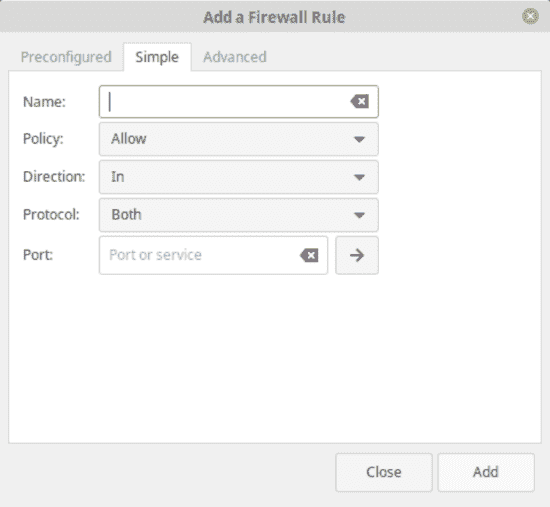 Add a Firewall Rule
Preconfigured Simple Advanced
Name:
Policy: Allow
Direction: In
Protocol: Both
Port: Port or service
Close Add